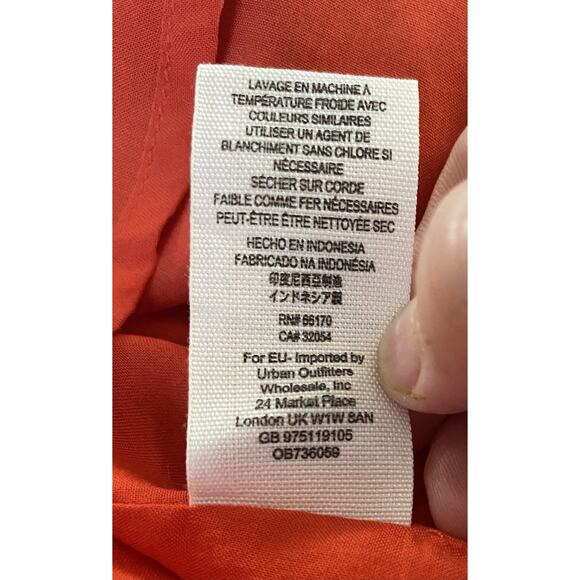 LAVAGE EN MACHINE À
TEMPÉRATURE FROIDE AVEC
COULEURS SIMILAIRES
UTILISER UN AGENT DE
BLANCHIMENT SANS CHLORE SI
NÉCESSAIRE
SÉCHER SUR CORDE
FAIBLE COMME FER NÉCESSAIRES
PEUT-ÊTRE ÊTRE NETTOYÉE SEC
HECHO EN INDONESIA
FABRICADO NA INDONÉSIA
印度尼西亚制造
インドネシア製
RN# 66170
CA# 32054
For EU- Imported by
Urban Outfitters
Wholesale, Inc
24 Market Place
London UK W1W 8AN
GB 975119105
OB736059